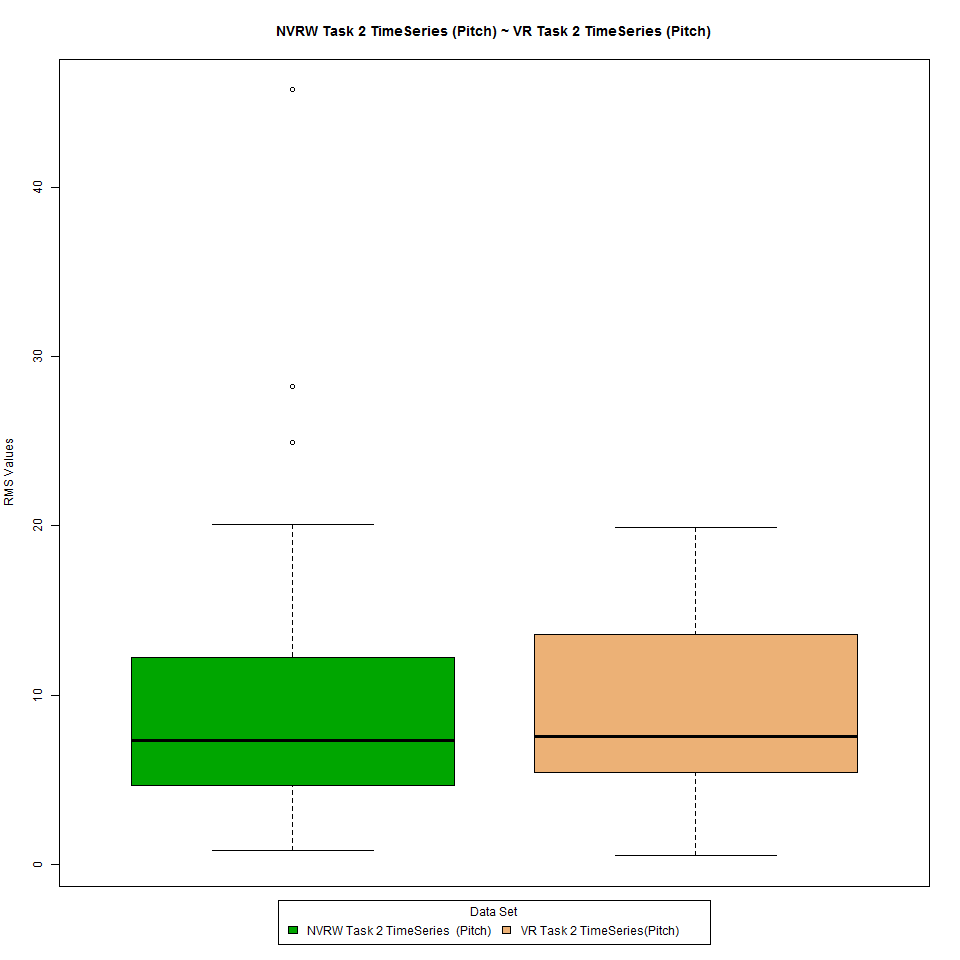 NVRW Task 2 TimeSeries (Pitch) ~ VR Task 2 TimeSeries (Pitch)
40
30
20
10
0
RMS Values
Data Set
NVRW Task 2 TimeSeries (Pitch) VR Task 2 TimeSeries(Pitch)